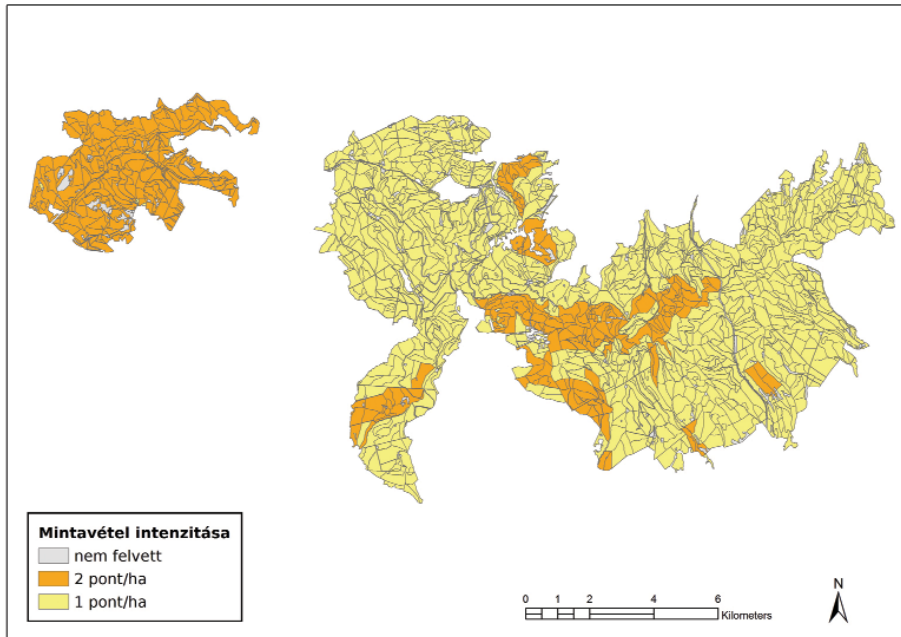 Mintavétel intenzitása
nem felvett
2 pont/ha
1 pont/ha
0 1 2 4 6
Kilometers
N